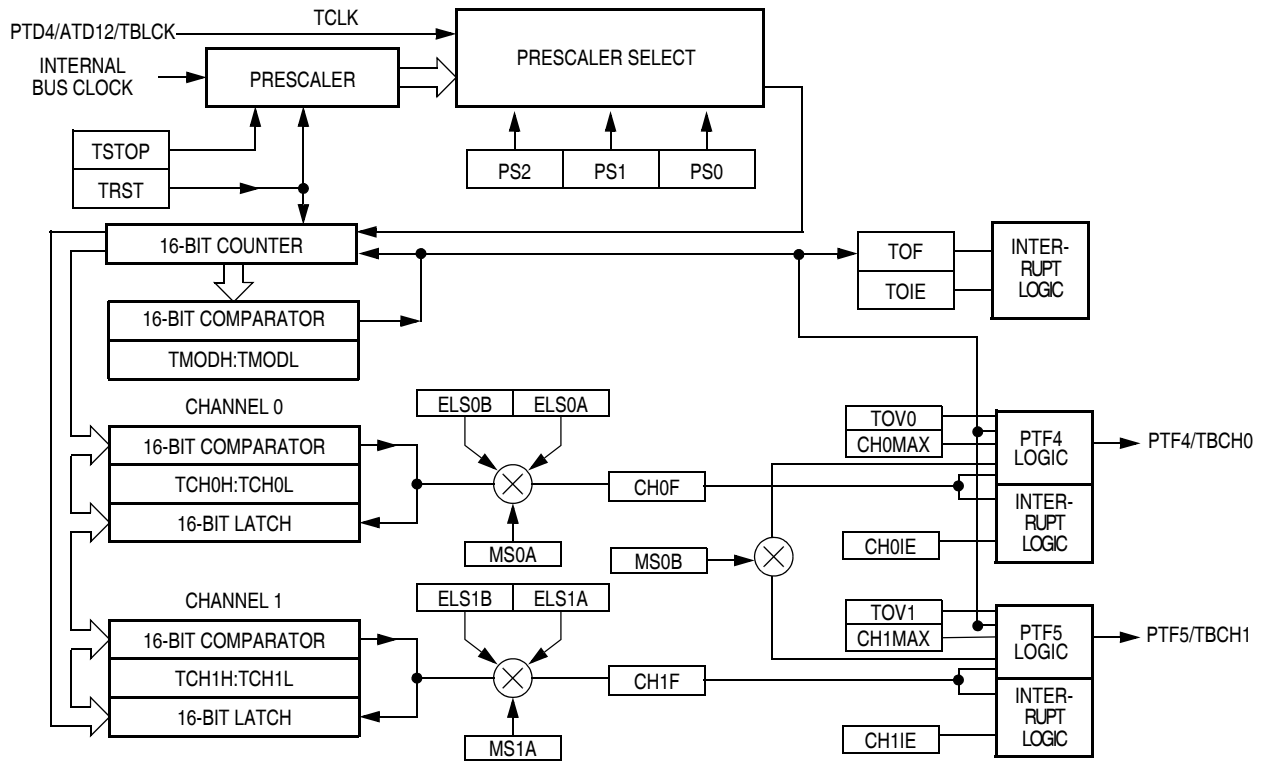 TCLK
PTD4/ATD12/TBLCK
INTERNAL
BUS CLOCK
PRESCALER
PRESCALER SELECT
TSTOP
TRST
PS2
PS1
PS0
16-BIT COUNTER
TOF
TOIE
INTER-
RUPT
LOGIC
16-BIT COMPARATOR
TMODH:TMODL
CHANNEL 0
ELS0B
ELS0A
16-BIT COMPARATOR
TCH0H:TCH0L
16-BIT LATCH
MS0A
CH0F
TOV0
CH0MAX
PTF4
LOGIC
PTF4/TBCH0
INTER-
RUPT
LOGIC
CH0IE
MS0B
CHANNEL 1
ELS1B
ELS1A
16-BIT COMPARATOR
TCH1H:TCH1L
16-BIT LATCH
MS1A
CH1F
TOV1
CH1MAX
PTF5
LOGIC
PTF5/TBCH1
INTER-
RUPT
LOGIC
CH1IE